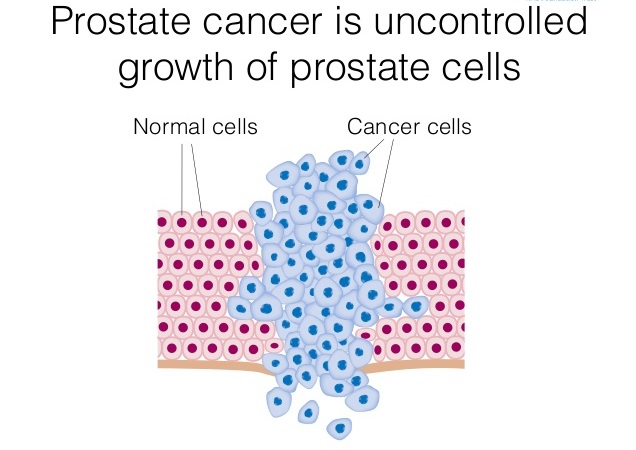 Prostate cancer is uncontrolled
growth of prostate cells
Normal cells
Cancer cells